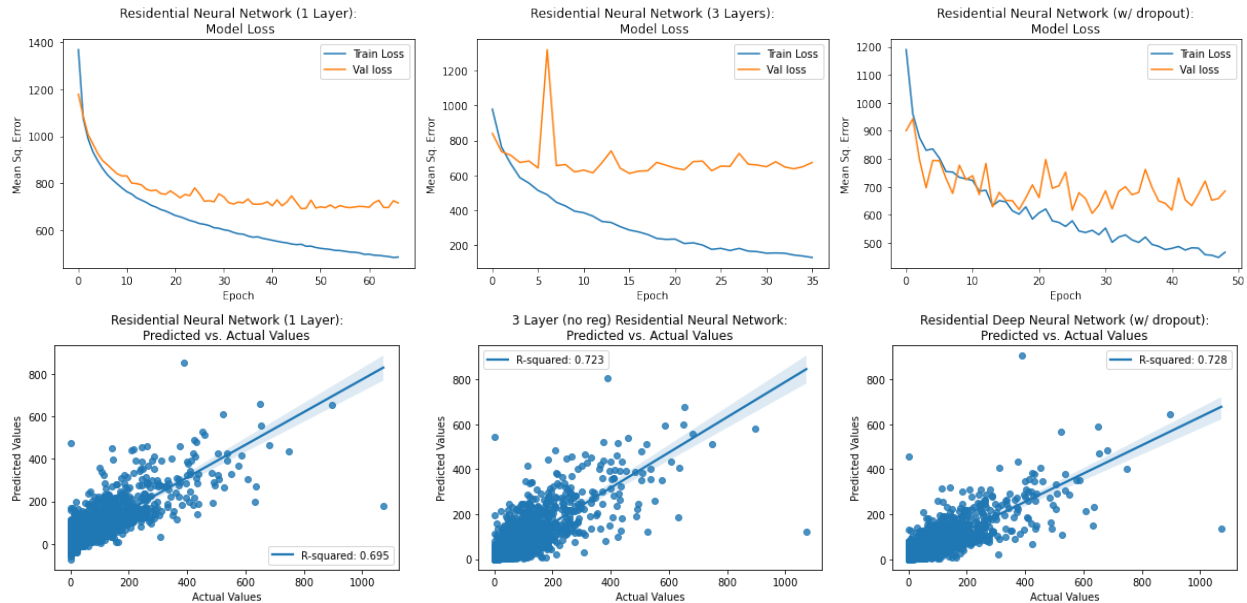 Residential Neural Network (1 Layer):
Model Loss
1400
1200
1000
800
600
Mean Sq. Error
Train Loss
Val loss
0
10
20
30
40
50
60
Epoch
Residential Neural Network (3 Layers):
Model Loss
1200
1000
800
600
400
200
Mean Sq. Error
Train Loss
Val loss
0
5
10
15
20
25
30
35
Epoch
Residential Neural Network (w/ dropout):
Model Loss
1200
1100
1000
900
800
700
600
500
Mean Sq. Error
Train Loss
Val loss
0
10
20
30
40
50
Epoch
Residential Neural Network (1 Layer):
Predicted vs. Actual Values
800
600
400
200
0
Predicted Values
R-squared: 0.695
0
200
400
600
800
1000
Actual Values
3 Layer (no reg) Residential Neural Network:
Predicted vs. Actual Values
R-squared: 0.723
800
600
400
200
0
Predicted Values
0
200
400
600
800
1000
Actual Values
Residential Deep Neural Network (w/ dropout):
Predicted vs. Actual Values
R-squared: 0.728
800
600
400
200
0
Predicted Values
0
200
400
600
800
1000
Actual Values